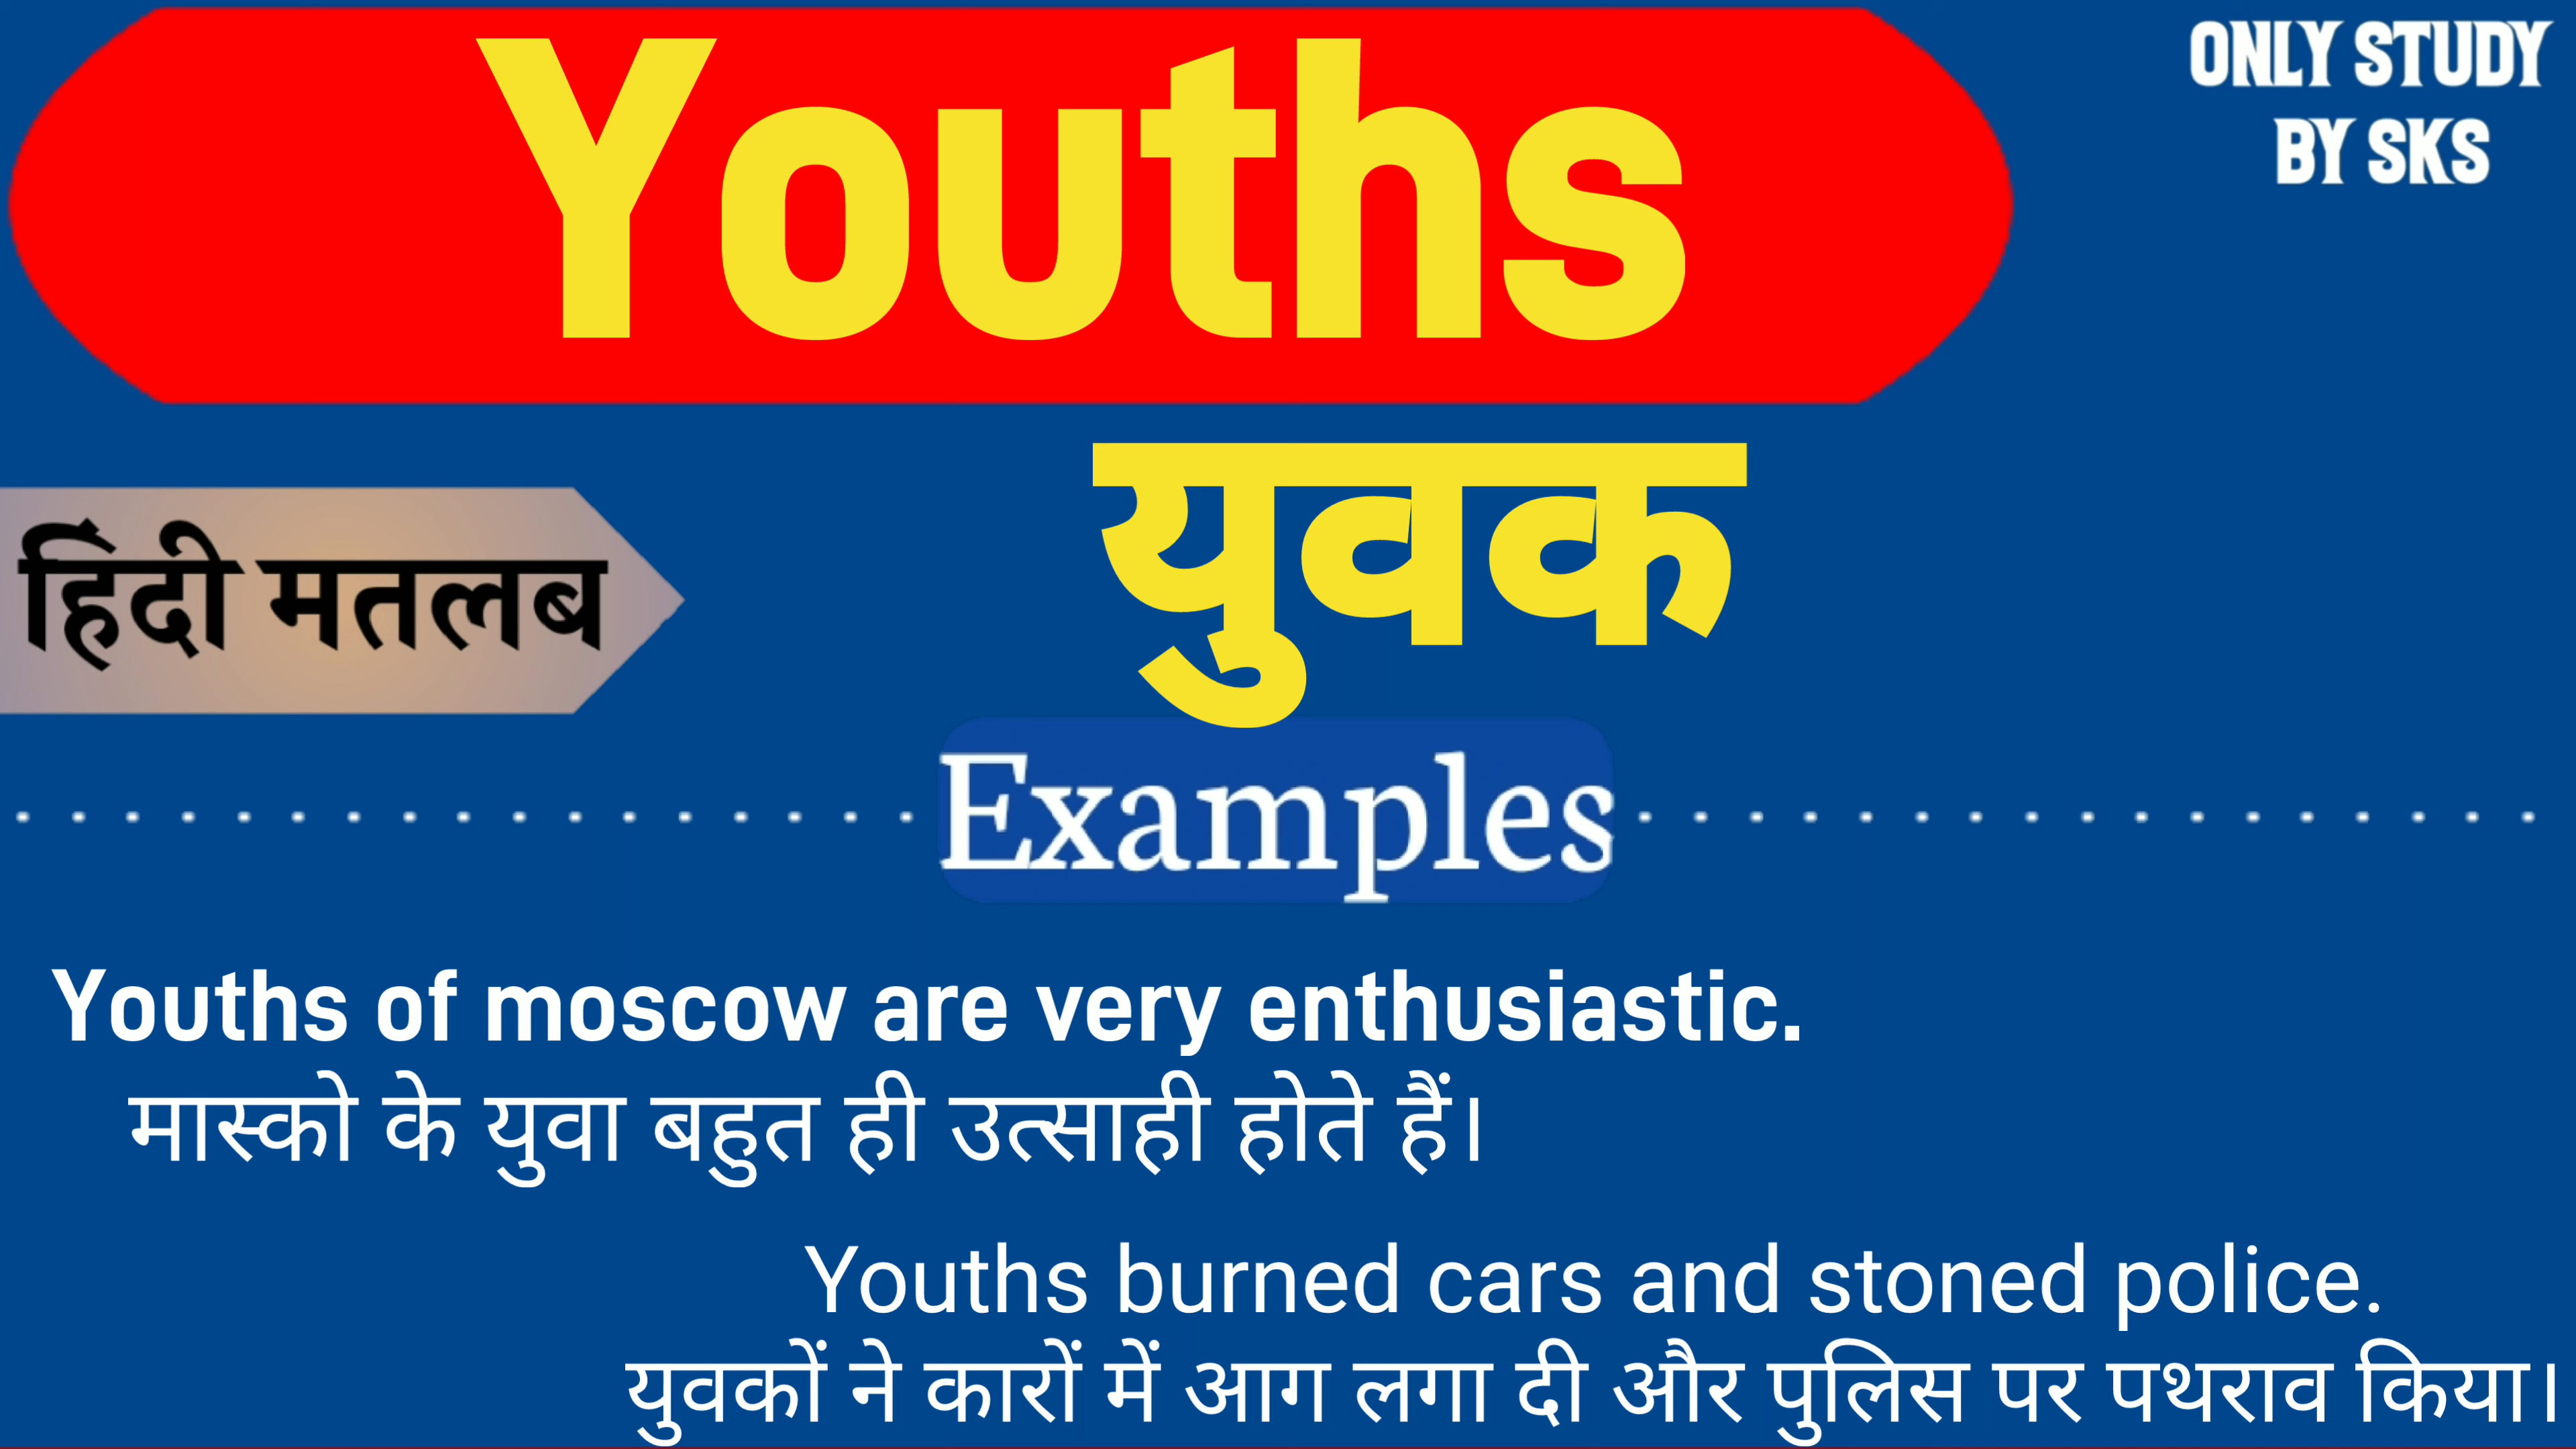 Youths
ONLY STUDY
BY SKS
युवक
हिंदी मतलब
Examples
Youths of moscow are very enthusiastic.
मास्को के युवा बहुत ही उत्साही होते हैं।
Youths burned cars and stoned police.
युवकों ने कारों में आग लगा दी और पुलिस पर पथराव किया।